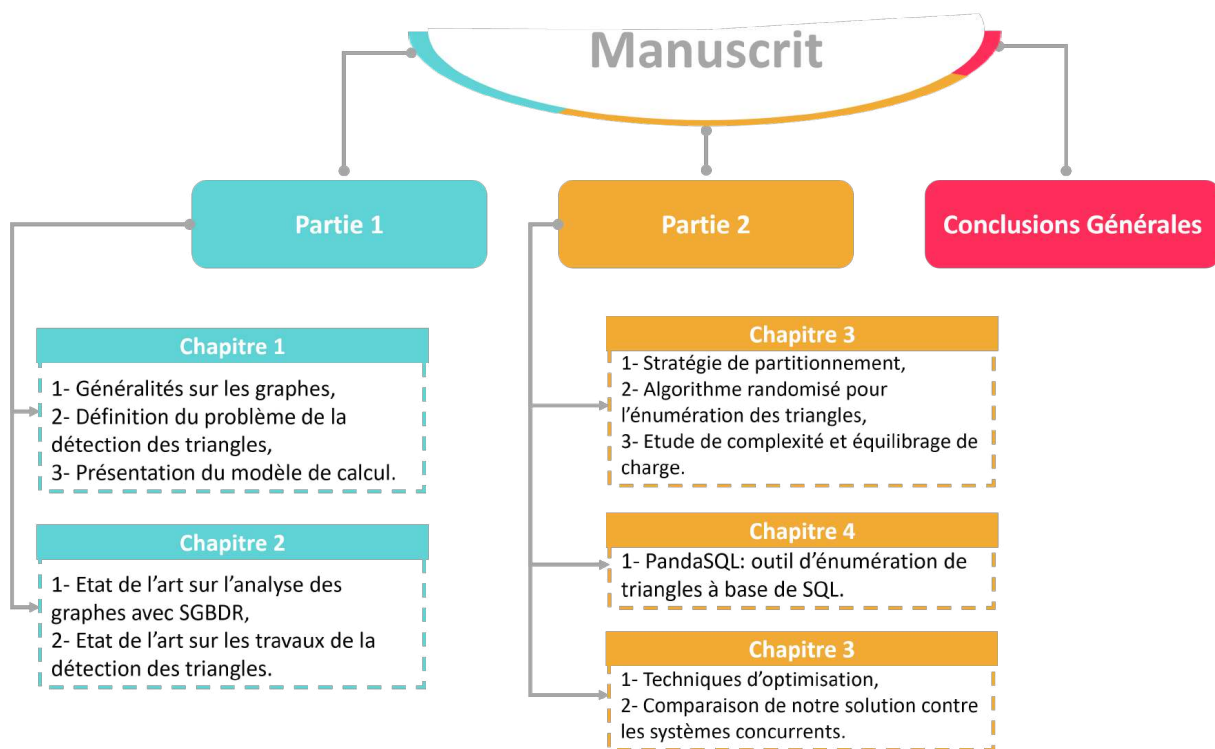 Manuscrit
Partie 1
Partie 2
Conclusions Générales
Chapitre 1
1- Généralités sur les graphes,
2- Définition du problème de la
détection des triangles,
3- Présentation du modèle de calcul.
Chapitre 2
1- Etat de l’art sur l’analyse des
graphes avec SGBDR,
2- Etat de l’art sur les travaux de la
détection des triangles.
Chapitre 3
1- Stratégie de partitionnement,
2- Algorithme randomisé pour
l’énumération des triangles,
3- Etude de complexité et équilibrage de
charge.
Chapitre 4
1- PandaSQL: outil d’énumération de
triangles à base de SQL.
Chapitre 3
1- Techniques d’optimisation,
2- Comparaison de notre solution contre
les systèmes concurrents.